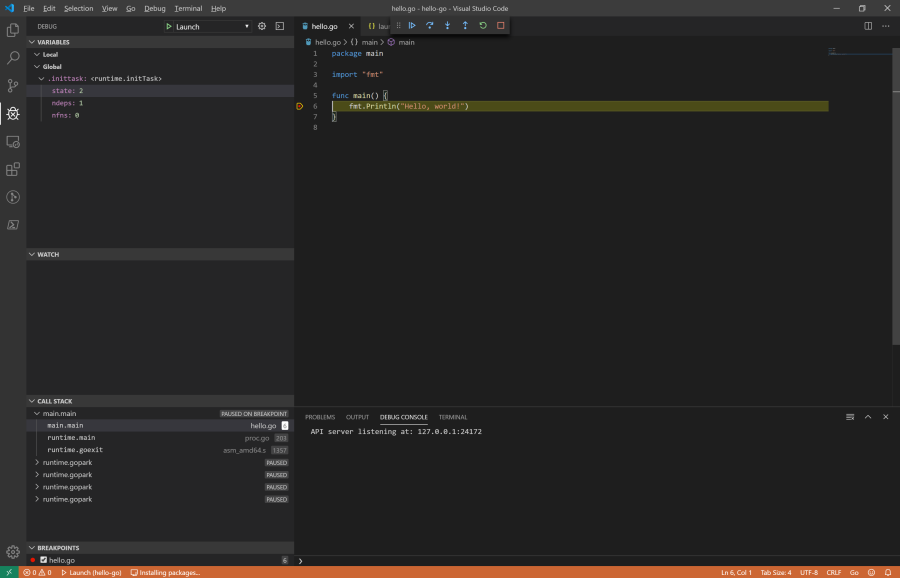 File Edit Selection View Go Debug Terminal Help
hello.go - hello-go - Visual Studio Code
DEBUG
Launch
VARIABLES
Local
Global
.inittask: <runtime.initTask>
state: 2
ndeps: 1
nfns: 0
WATCH
CALL STACK
main.main PAUSED ON BREAKPOINT
main.main hello.go 6
runtime.main proc.go 203
runtime.goexit asm_amd64.s 1357
runtime.gopark PAUSED
runtime.gopark PAUSED
runtime.gopark PAUSED
runtime.gopark PAUSED
BREAKPOINTS
hello.go 6
hello.go {}
hello.go > {} main > main
1 package main
2
3 import "fmt"
4
5 func main() {
6 fmt.Println("Hello, world!")
7 }
8
PROBLEMS OUTPUT DEBUG CONSOLE TERMINAL
API server listening at: 127.0.0.1:24172
0 0 Launch (hello-go) Installing packages... Ln 6, Col 1 Tab Size: 4 UTF-8 CRLF Go